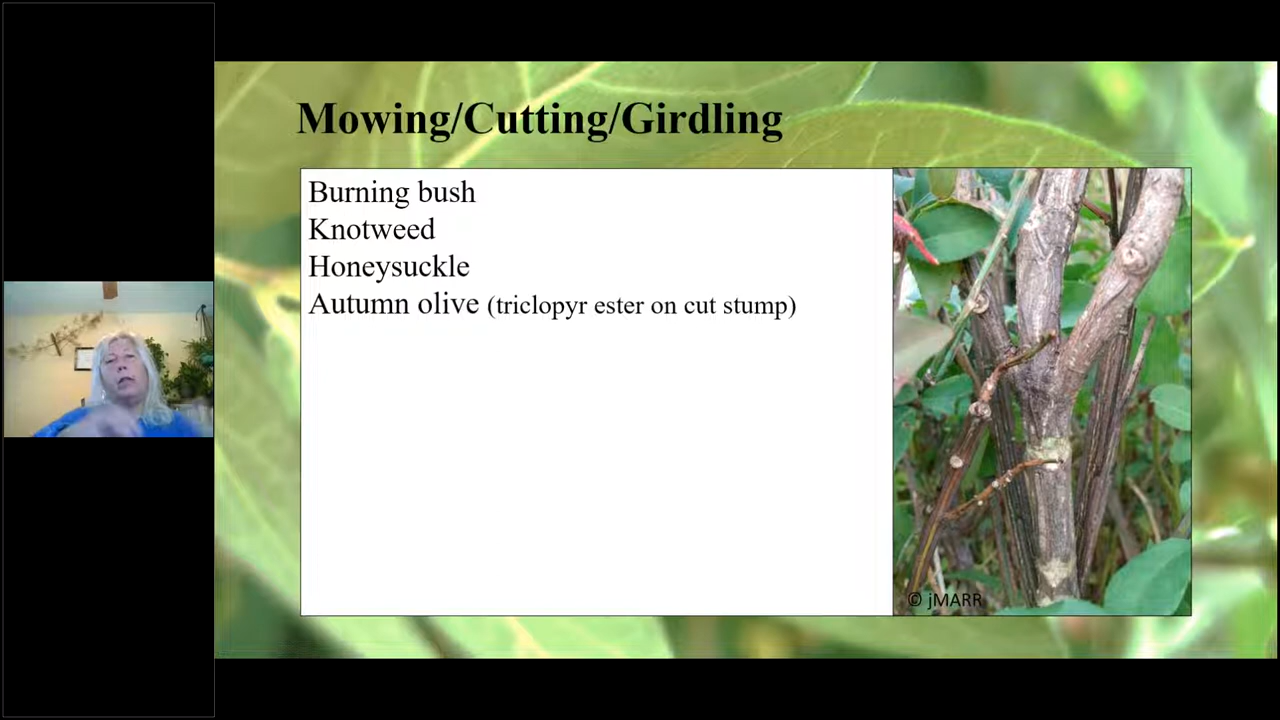 Mowing/Cutting/Girdling
Burning bush
Knotweed
Honeysuckle
Autumn olive (triclopyr ester on cut stump)
© jMARR